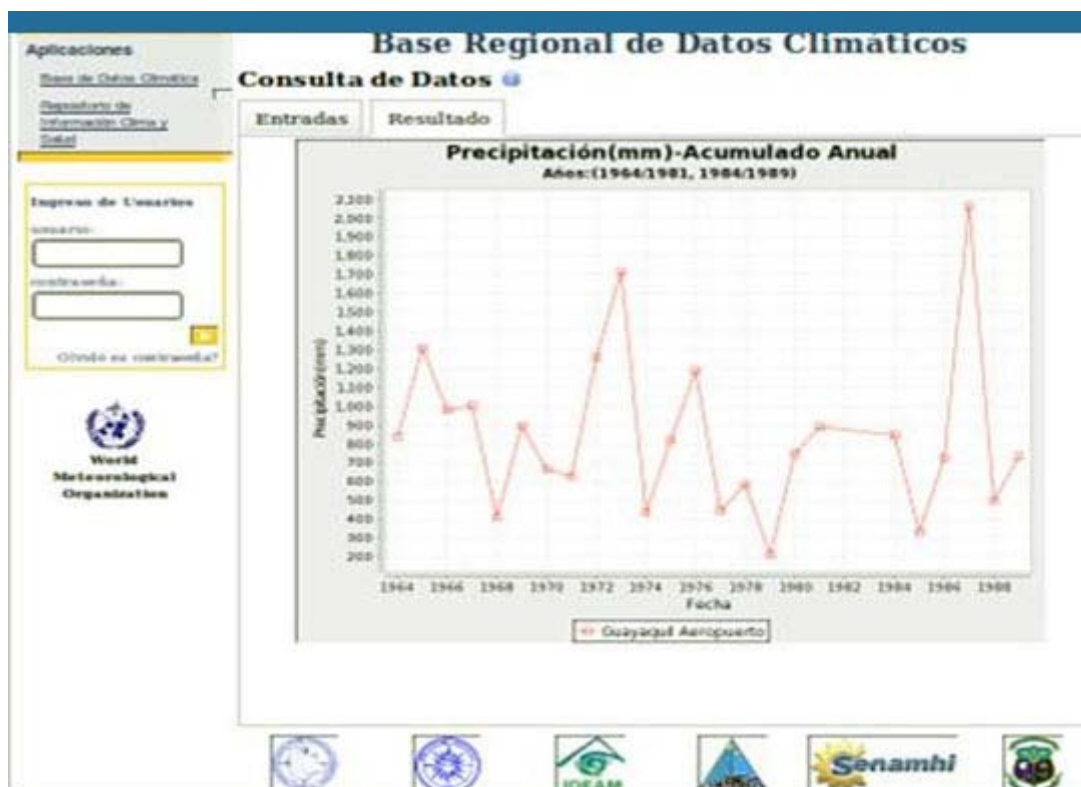 Base Regional de Datos Climáticos
Aplicaciones
Base de Datos Climática
Repositorio de
Información Clima y
Salud
Consulta de Datos
Entradas
Resultado
Ingreso de Usuarios
usuario:
contraseña:
Olvidó su contraseña?
World
Meteorological
Organization
Precipitación(mm)-Acumulado Anual
Años:(1964/1981, 1984/1989)
Precipitación(mm)
2,100
2,000
1,900
1,800
1,700
1,600
1,500
1,400
1,300
1,200
1,100
1,000
900
800
700
600
500
400
300
200
1964 1966 1968 1970 1972 1974 1976 1978 1980 1982 1984 1986 1988
Fecha
Guayaquil Aeropuerto
IDEAM
Senamhi